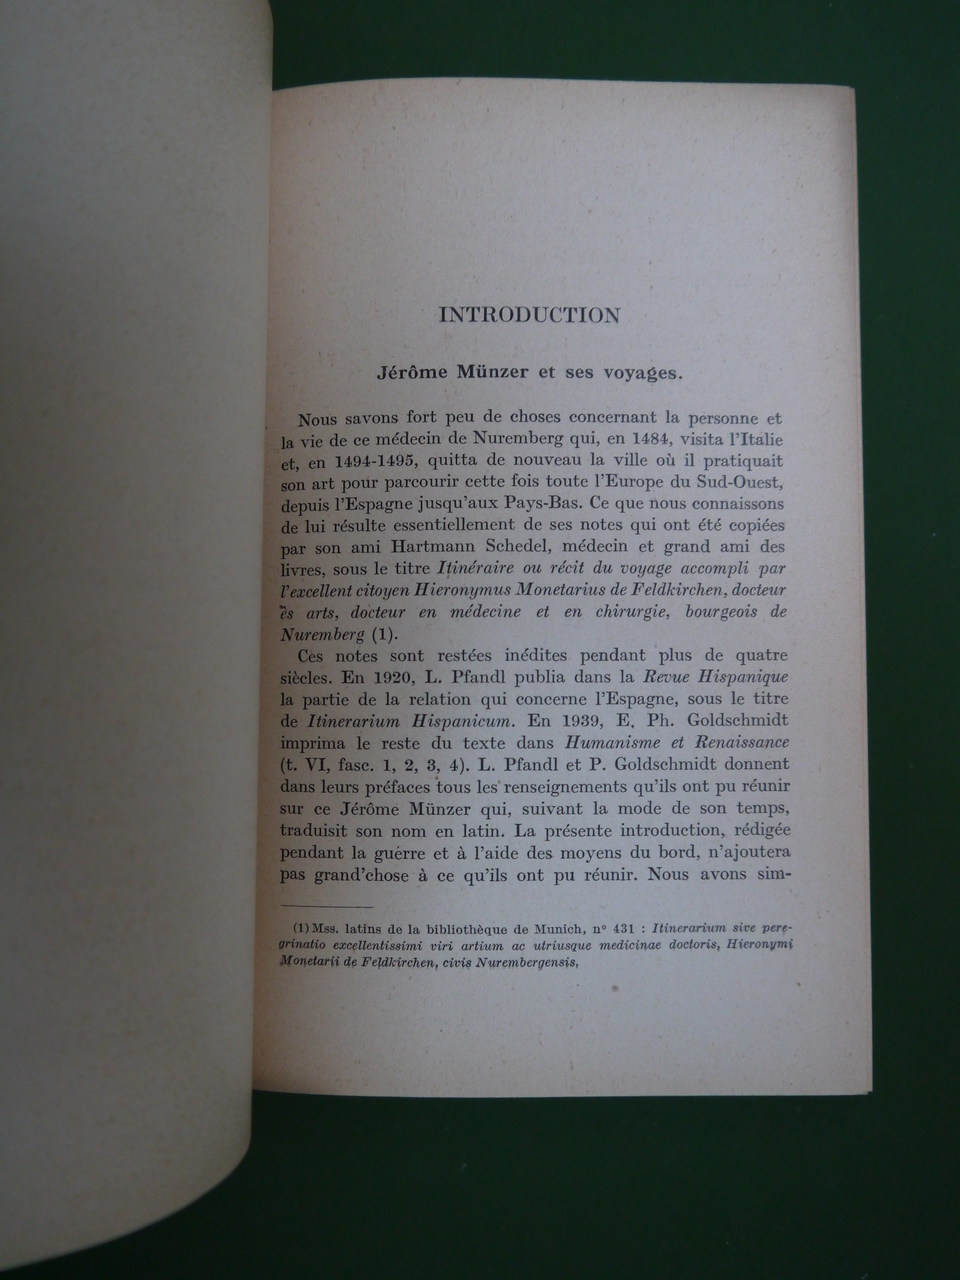 INTRODUCTION
Jérôme Münzer et ses voyages.
Nous savons fort peu de choses concernant la personne et
la vie de ce médecin de Nuremberg qui, en 1484, visita l'Italie
et, en 1494-1495, quitta de nouveau la ville où il pratiquait
son art pour parcourir cette fois toute l'Europe du Sud-Ouest,
depuis l'Espagne jusqu'aux Pays-Bas. Ce que nous connaissons
de lui résulte essentiellement de ses notes qui ont été copiées
par son ami Hartmann Schedel, médecin et grand ami des
livres, sous le titre Itinéraire ou récit du voyage accompli par
l'excellent citoyen Hieronymus Monetarius de Feldkirchen, docteur
ès arts, docteur en médecine et en chirurgie, bourgeois de
Nuremberg (1).
Ces notes sont restées inédites pendant plus de quatre
siècles. En 1920, L. Pfandl publia dans la Revue Hispanique
la partie de la relation qui concerne l'Espagne, sous le titre
de Itinerarium Hispanicum. En 1939, E. Ph. Goldschmidt
imprima le reste du texte dans Humanisme et Renaissance
(t. VI, fasc. 1, 2, 3, 4). L. Pfandl et P. Goldschmidt donnent
dans leurs préfaces tous les renseignements qu'ils ont pu réunir
sur ce Jérôme Münzer qui, suivant la mode de son temps,
traduisit son nom en latin. La présente introduction, rédigée
pendant la guerre et à l'aide des moyens du bord, n'ajoutera
pas grand'chose à ce qu'ils ont pu réunir. Nous avons sim-
(1) Mss. latins de la bibliothèque de Munich, nº 431 : Itinerarium sive pere-
grinatio excellentissimi viri artium ac utriusque medicinae doctoris, Hieronymi
Monetarii de Feldkirchen, civis Nurembergensis,